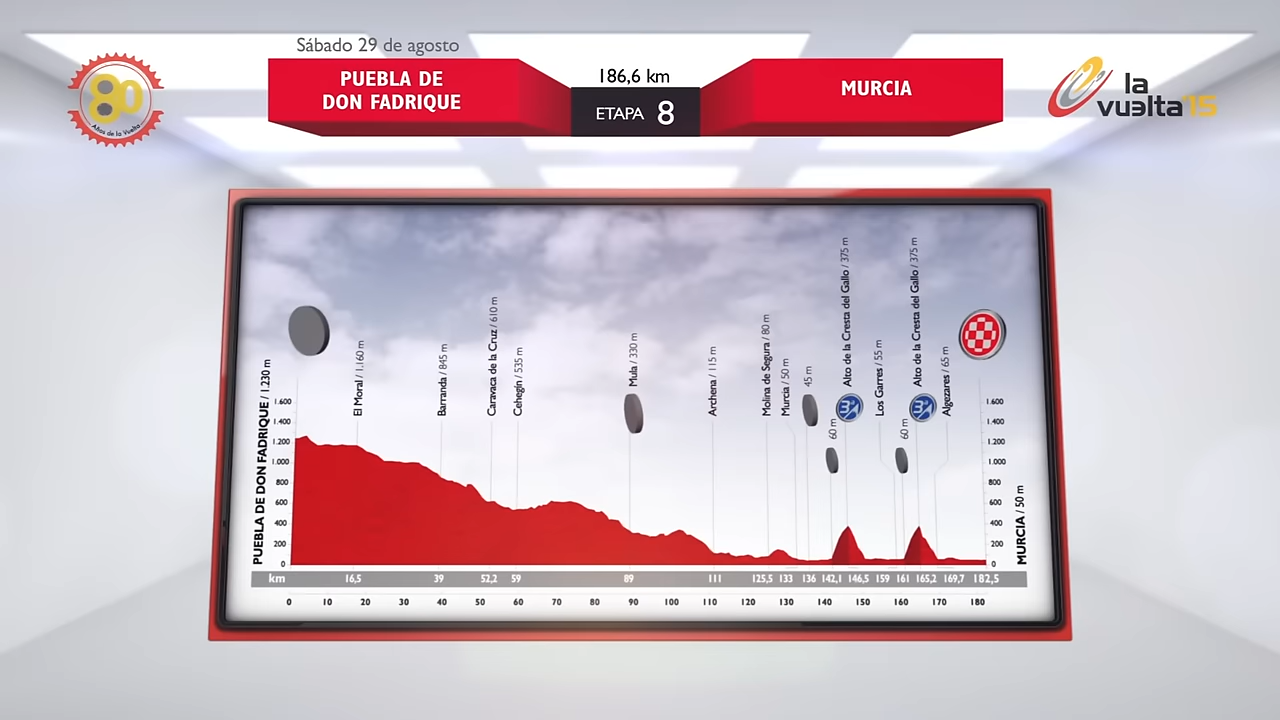 Sábado 29 de agosto
PUEBLA DE
DON FADRIQUE
186,6 km
ETAPA 8
MURCIA
80
Años de la Vuelta
la
vuelta'15
PUEBLA DE DON FADRIQUE / 1.230 m
El Moral / 1.160 m
Barranda / 845 m
Caravaca de la Cruz / 610 m
Cehegín / 535 m
Mula / 330 m
Archena / 115 m
Molina de Segura / 80 m
Murcia / 50 m
45 m
60 m
Alto de la Cresta del Gallo / 375 m
3
Los Garres / 55 m
60 m
Alto de la Cresta del Gallo / 375 m
3
Algezares / 65 m
MURCIA / 50 m
1.600
1.400
1.200
1.000
800
600
400
200
0
1.600
1.400
1.200
1.000
800
600
400
200
0
km 16,5 39 52,2 59 89 111 125,5 133 136 142,1 146,5 159 161 165,2 169,7 182,5
0 10 20 30 40 50 60 70 80 90 100 110 120 130 140 150 160 170 180